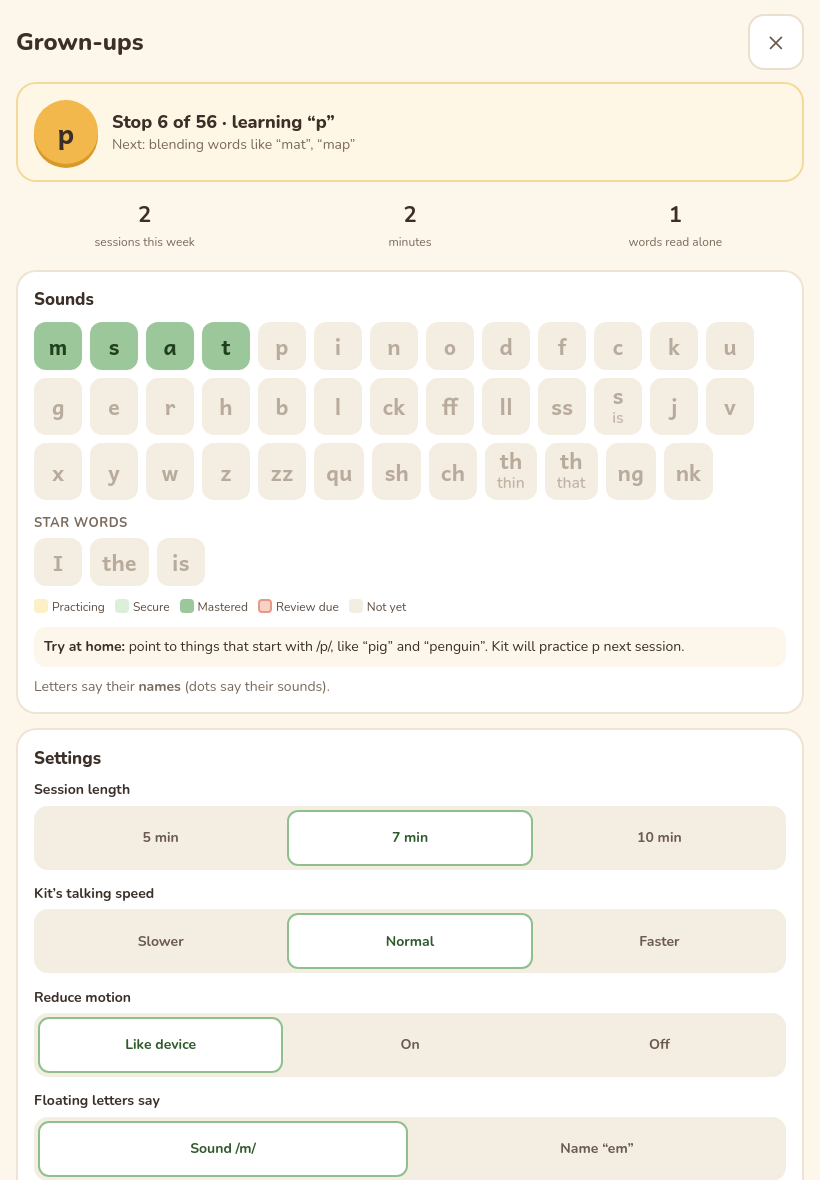 Grown-ups
p
Stop 6 of 56 · learning “p”
Next: blending words like “mat”, “map”
2 2 1
sessions this week minutes words read alone
Sounds
m s a t p i n o d f c k u
g e r h b l ck ff ll ss s j v
is
x y w z zz qu sh ch th th ng nk
thin that
STAR WORDS
I the is
Practicing Secure Mastered Review due Not yet
Try at home: point to things that start with /p/, like “pig” and “penguin”. Kit will practice p next session.
Letters say their names (dots say their sounds).
Settings
Session length
5 min 7 min 10 min
Kit’s talking speed
Slower Normal Faster
Reduce motion
Like device On Off
Floating letters say
Sound /m/ Name “em”